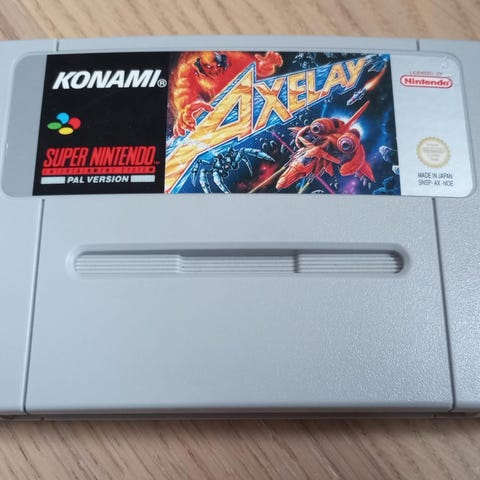 KONAMI®
SUPER NINTENDO
ENTERTAINMENT SYSTEM
PAL VERSION
AXELAY
LICENSED BY
Nintendo
MADE IN JAPAN
SNSP-AX-NOE